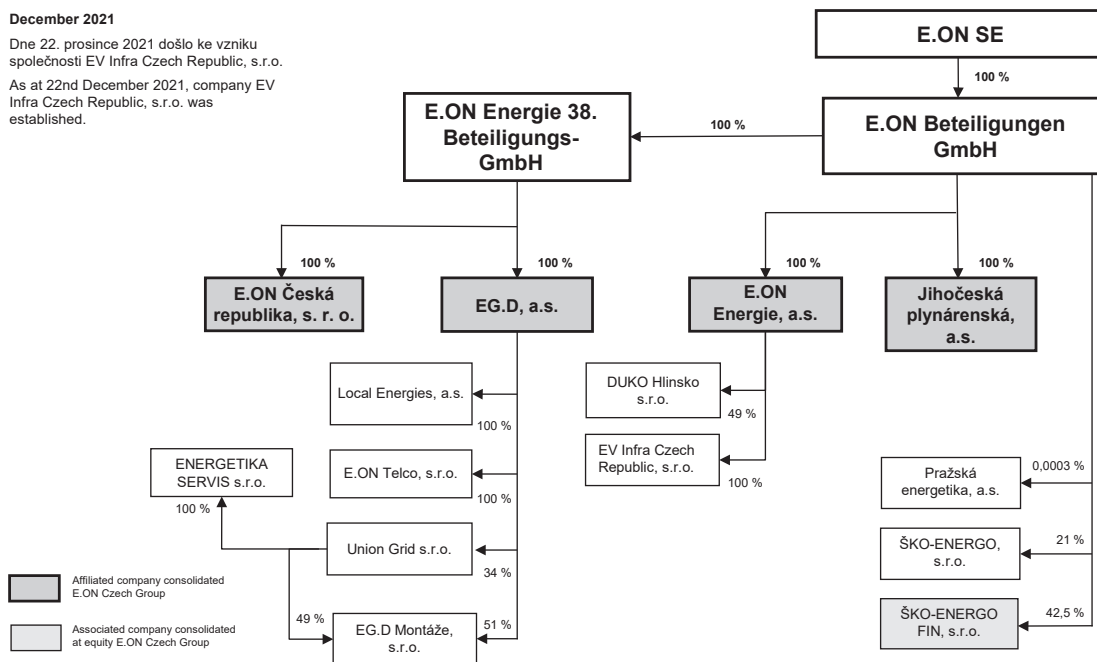 December 2021
Dne 22. prosince 2021 došlo ke vzniku
společnosti EV Infra Czech Republic, s.r.o.
As at 22nd December 2021, company EV
Infra Czech Republic, s.r.o. was
established.
E.ON SE
100 %
E.ON Energie 38.
Beteiligungs-
GmbH
100 %
E.ON Beteiligungen
GmbH
100 %
100 %
100 %
100 %
E.ON Česká
republika, s. r. o.
EG.D, a.s.
E.ON
Energie, a.s.
Jihočeská
plynárenská,
a.s.
Local Energies, a.s.
100 %
DUKO Hlinsko
s.r.o.
49 %
EV Infra Czech
Republic, s.r.o.
100 %
ENERGETIKA
SERVIS s.r.o.
100 %
E.ON Telco, s.r.o.
100 %
Pražská
energetika, a.s.
0,0003 %
Union Grid s.r.o.
34 %
ŠKO-ENERGO,
s.r.o.
21 %
Affiliated company consolidated
E.ON Czech Group
49 %
EG.D Montáže,
s.r.o.
51 %
ŠKO-ENERGO
FIN, s.r.o.
42,5 %
Associated company consolidated
at equity E.ON Czech Group